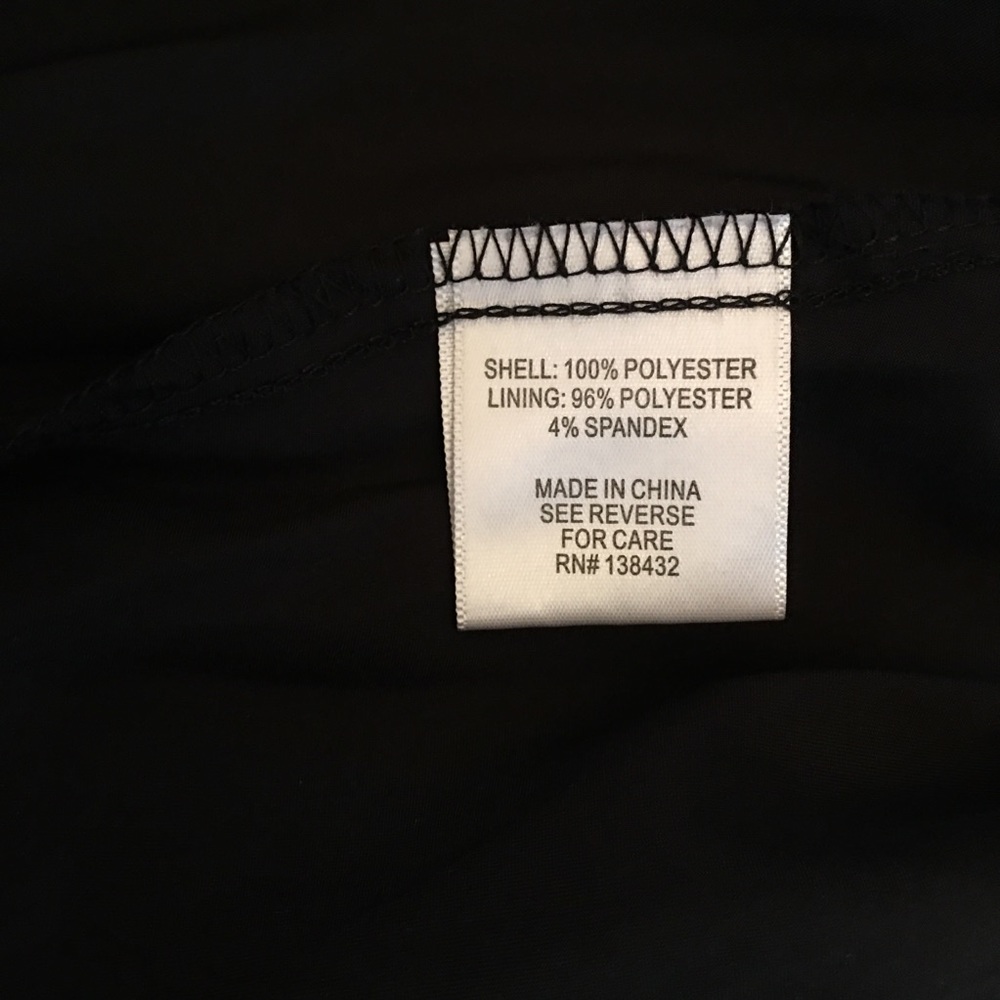 SHELL: 100% POLYESTER
LINING: 96% POLYESTER
4% SPANDEX
MADE IN CHINA
SEE REVERSE
FOR CARE
RN# 138432